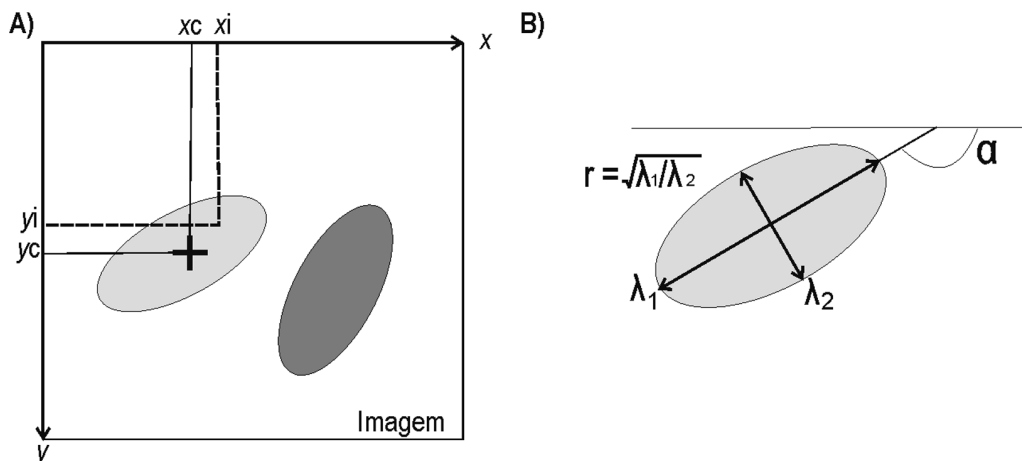 A)
xc xi
x
yi
yc
Imagem
y
B)
r = √λ₁/λ₂
α
λ₁
λ₂